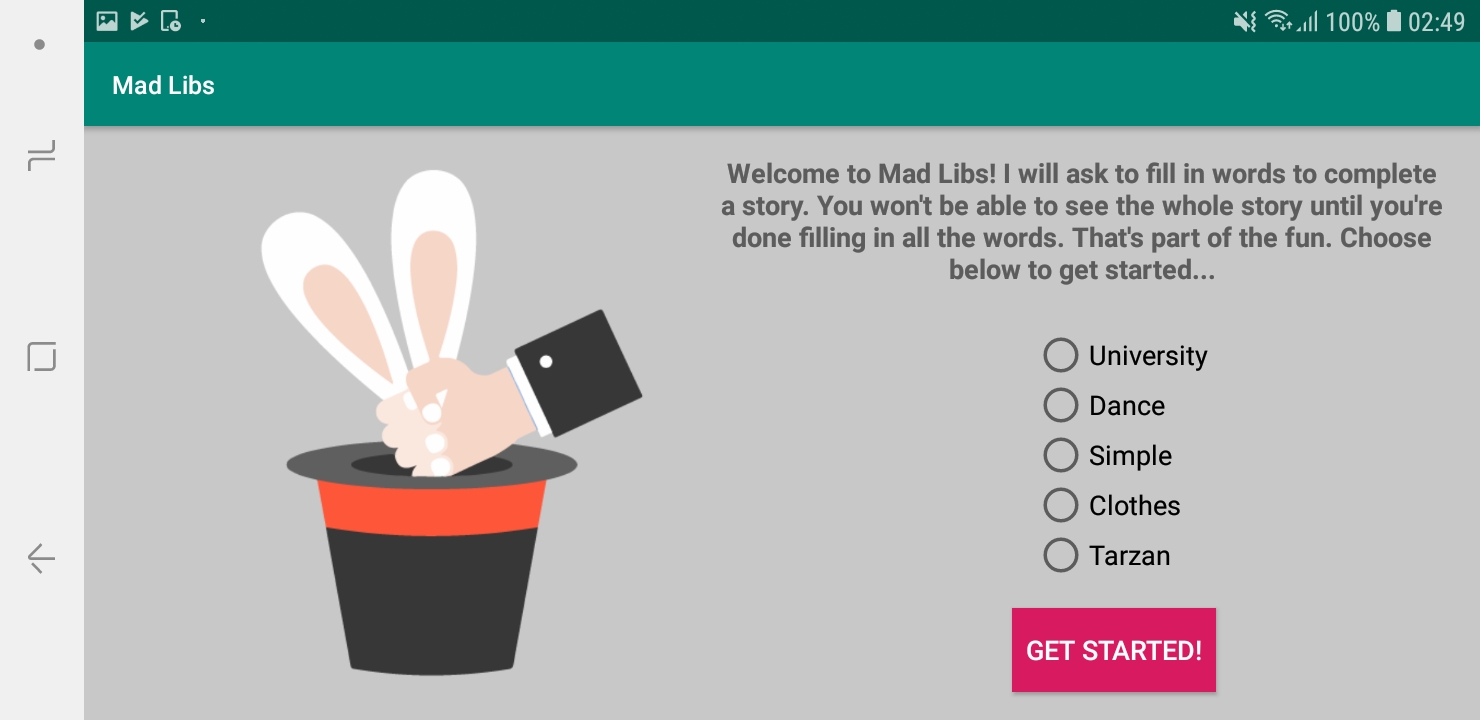 100% 02:49
Mad Libs
Welcome to Mad Libs! I will ask to fill in words to complete
a story. You won't be able to see the whole story until you're
done filling in all the words. That's part of the fun. Choose
below to get started...
University
Dance
Simple
Clothes
Tarzan
GET STARTED!